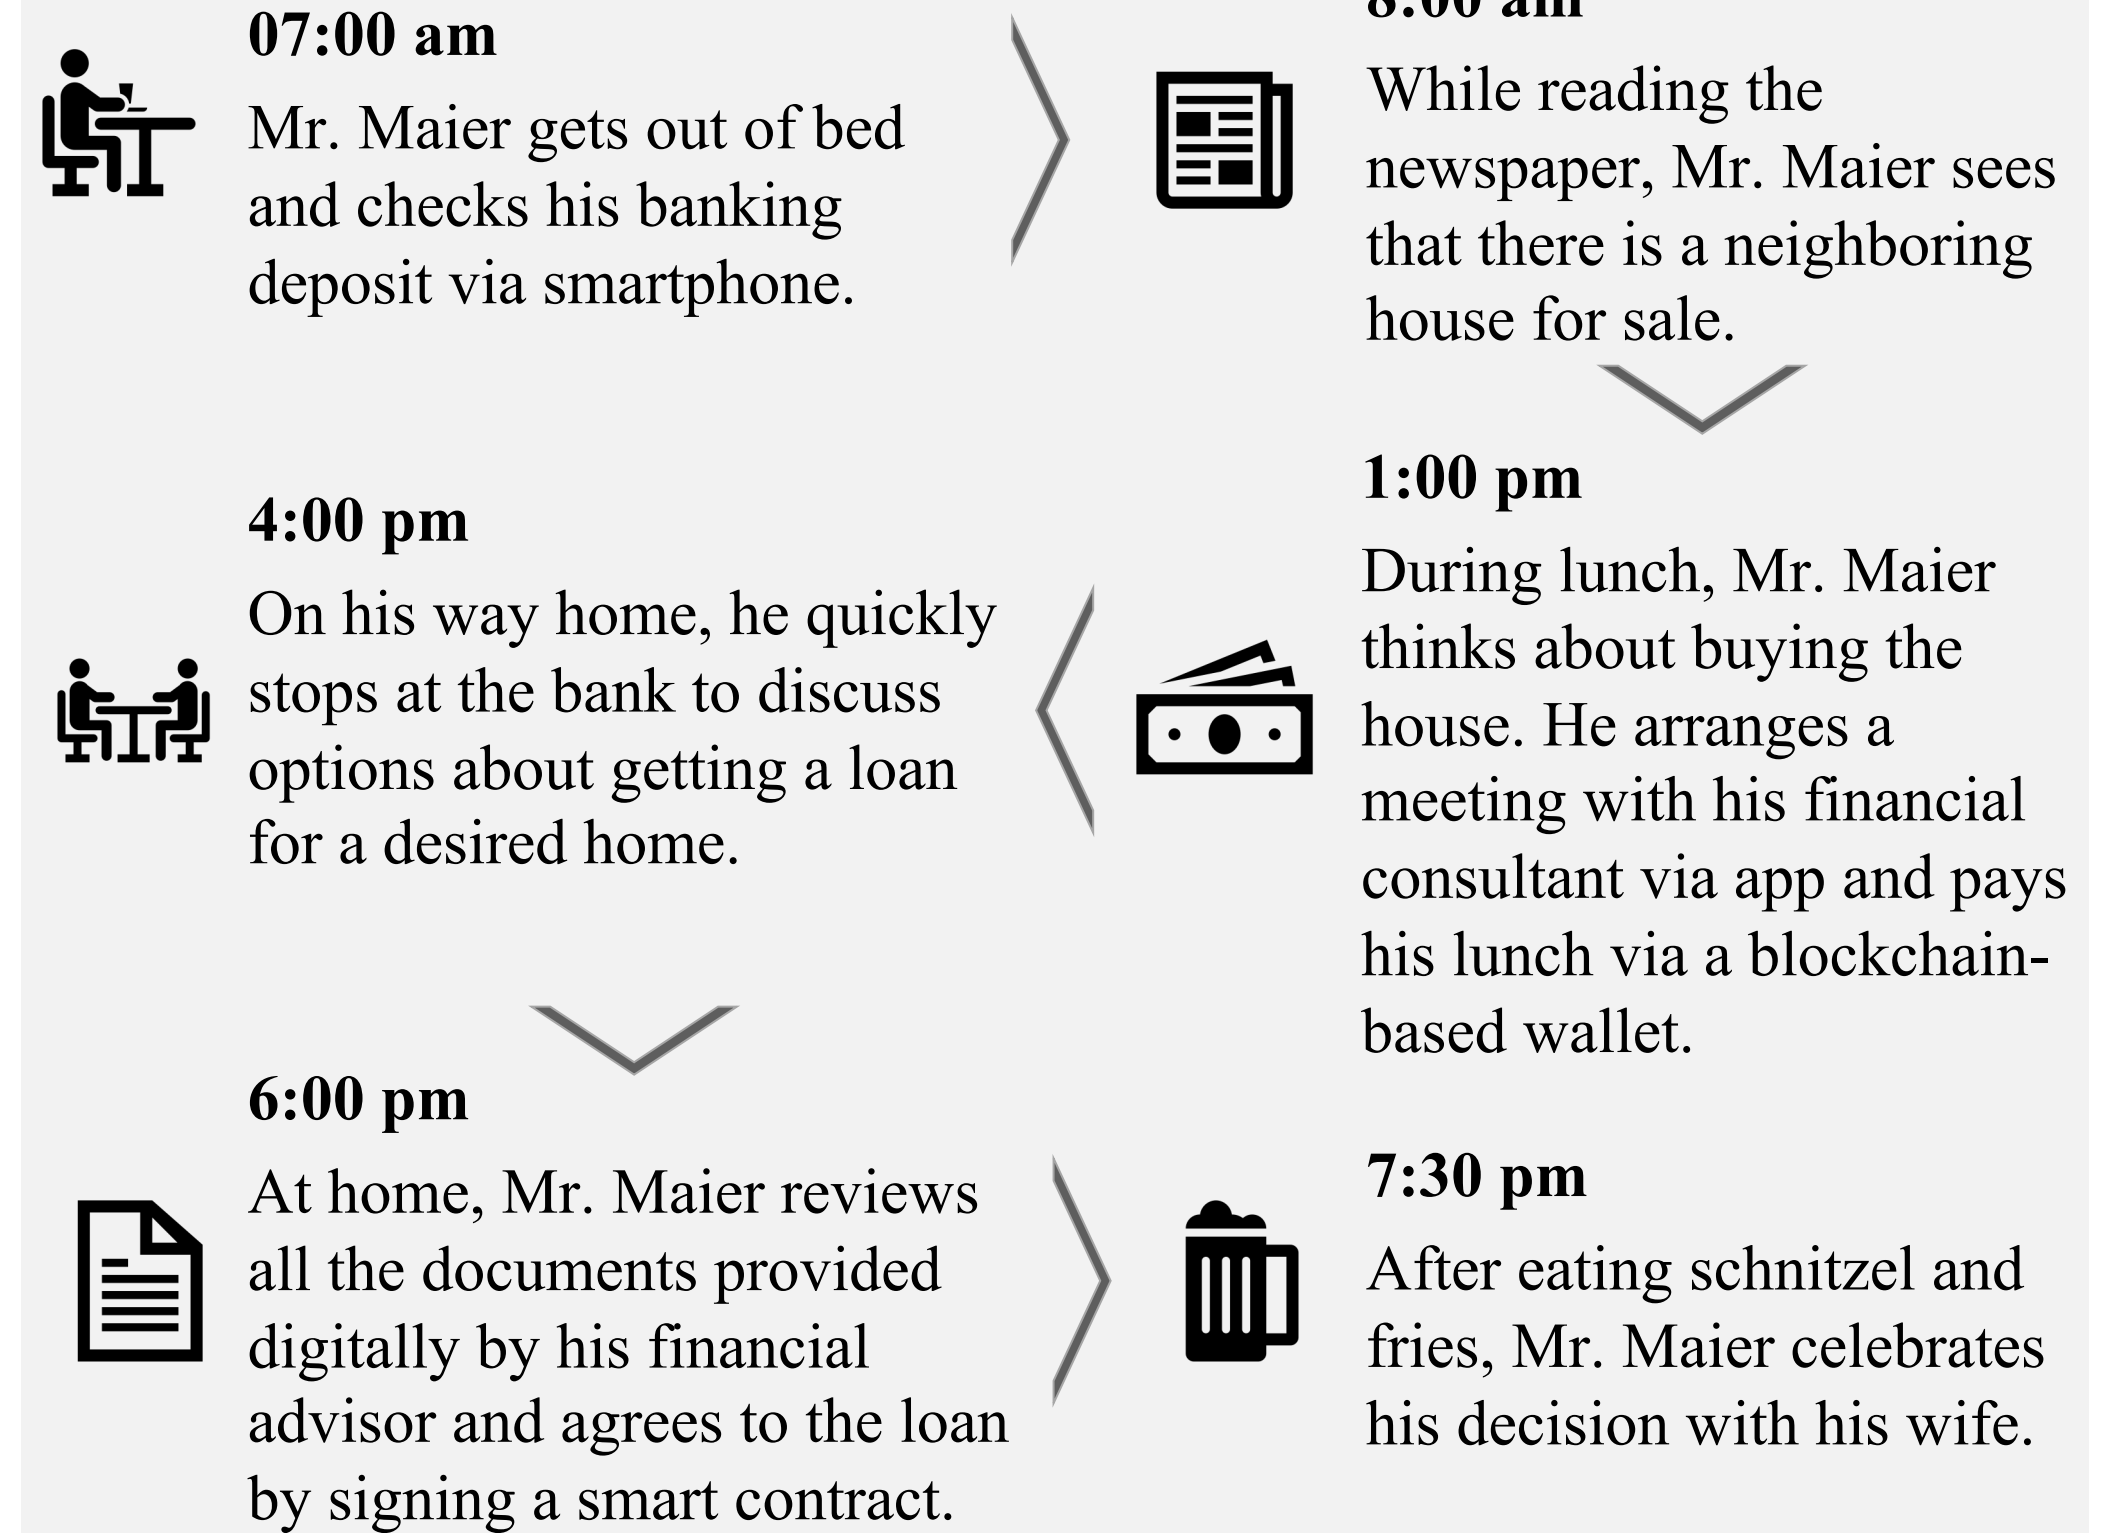 07:00 am
Mr. Maier gets out of bed
and checks his banking
deposit via smartphone.
8:00 am
While reading the
newspaper, Mr. Maier sees
that there is a neighboring
house for sale.
1:00 pm
During lunch, Mr. Maier
thinks about buying the
house. He arranges a
meeting with his financial
consultant via app and pays
his lunch via a blockchain-
based wallet.
4:00 pm
On his way home, he quickly
stops at the bank to discuss
options about getting a loan
for a desired home.
6:00 pm
At home, Mr. Maier reviews
all the documents provided
digitally by his financial
advisor and agrees to the loan
by signing a smart contract.
7:30 pm
After eating schnitzel and
fries, Mr. Maier celebrates
his decision with his wife.